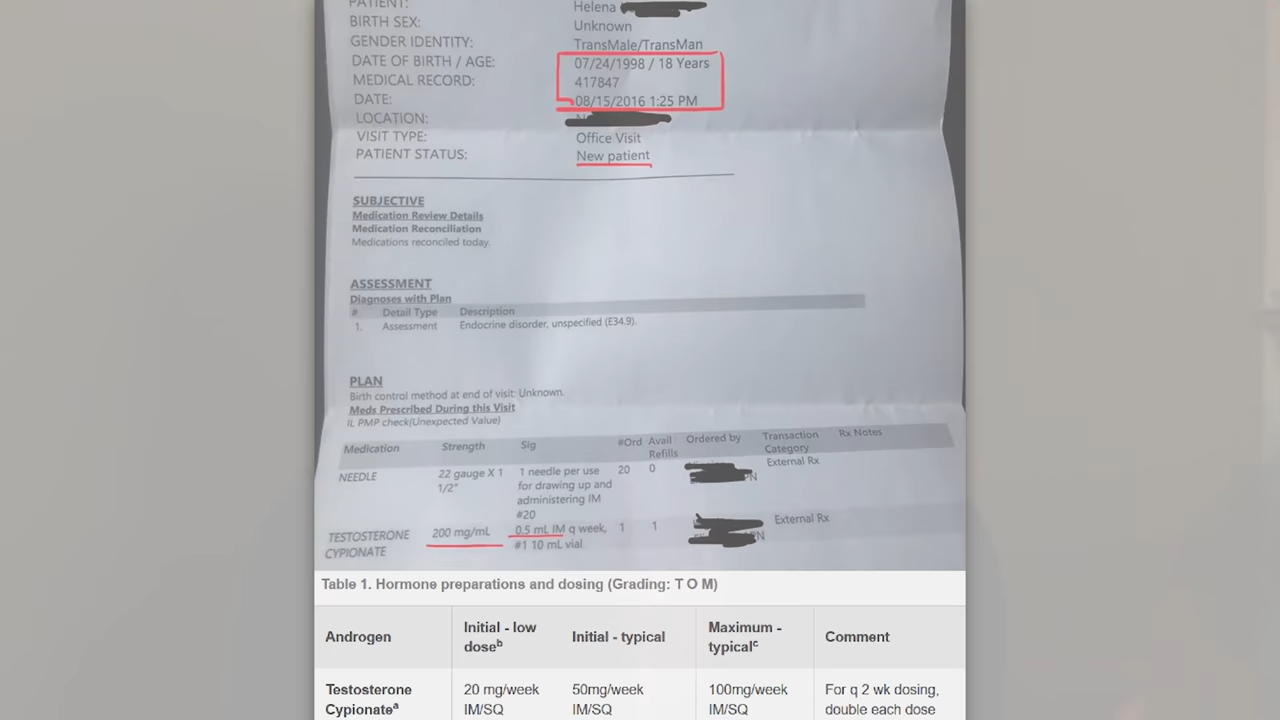 PATIENT: Helena
BIRTH SEX: Unknown
GENDER IDENTITY: TransMale/TransMan
DATE OF BIRTH / AGE: 07/24/1998 / 18 Years
MEDICAL RECORD: 417847
DATE: 08/15/2016 1:25 PM
LOCATION:
VISIT TYPE: Office Visit
PATIENT STATUS: New patient
SUBJECTIVE
Medication Review Details
Medication Reconciliation
Medications reconciled today.
ASSESSMENT
Diagnoses with Plan
# Detail Type Description
1. Assessment Endocrine disorder, unspecified (E34.9).
PLAN
Birth control method at end of visit: Unknown.
Meds Prescribed During this Visit
IL PMP check(Unexpected Value)
Medication Strength Sig #Ord Avail Refills Ordered by Transaction Category Rx Notes
NEEDLE 22 gauge X 1 1 needle per use 20 0 External Rx
1/2" for drawing up and
administering IM
#20
TESTOSTERONE 200 mg/mL 0.5 mL IM q week, 1 1 External Rx
CYPIONATE #1 10 mL vial
Table 1. Hormone preparations and dosing (Grading: T O M)
Androgen Initial - low doseᵇ Initial - typical Maximum - typicalᶜ Comment
Testosterone 20 mg/week 50mg/week 100mg/week For q 2 wk dosing,
Cypionateᵃ IM/SQ IM/SQ IM/SQ double each dose